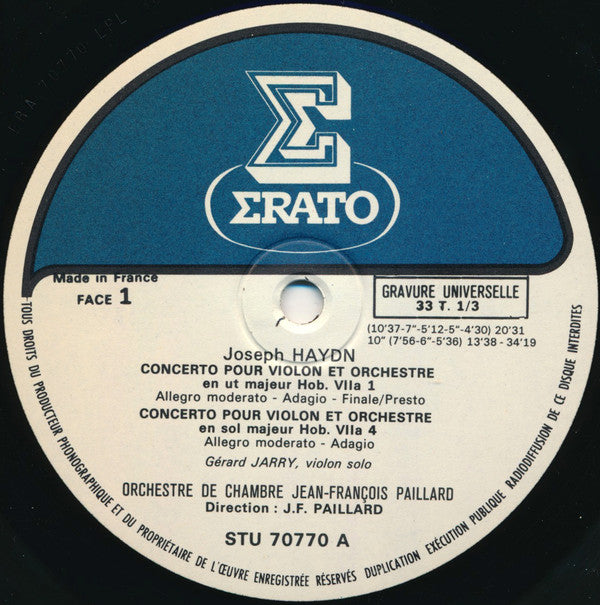 ERA 70770 LPL
Σ
ΣRATO
Made in France
FACE 1
GRAVURE UNIVERSELLE
33 T. 1/3
(10'37-7"-5'12-5"-4'30) 20'31
10" (7'56-6"-5'36) 13'38 - 34'19
Joseph HAYDN
CONCERTO POUR VIOLON ET ORCHESTRE
en ut majeur Hob. VIIa 1
Allegro moderato - Adagio - Finale/Presto
CONCERTO POUR VIOLON ET ORCHESTRE
en sol majeur Hob. VIIa 4
Allegro moderato - Adagio
Gérard JARRY, violon solo
ORCHESTRE DE CHAMBRE JEAN-FRANÇOIS PAILLARD
Direction : J.F. PAILLARD
STU 70770 A
TOUS DROITS DU PRODUCTEUR PHONOGRAPHIQUE ET DU PROPRIÉTAIRE DE L'ŒUVRE ENREGISTRÉE RÉSERVÉS DUPLICATION EXÉCUTION PUBLIQUE RADIODIFFUSION DE CE DISQUE INTERDITES